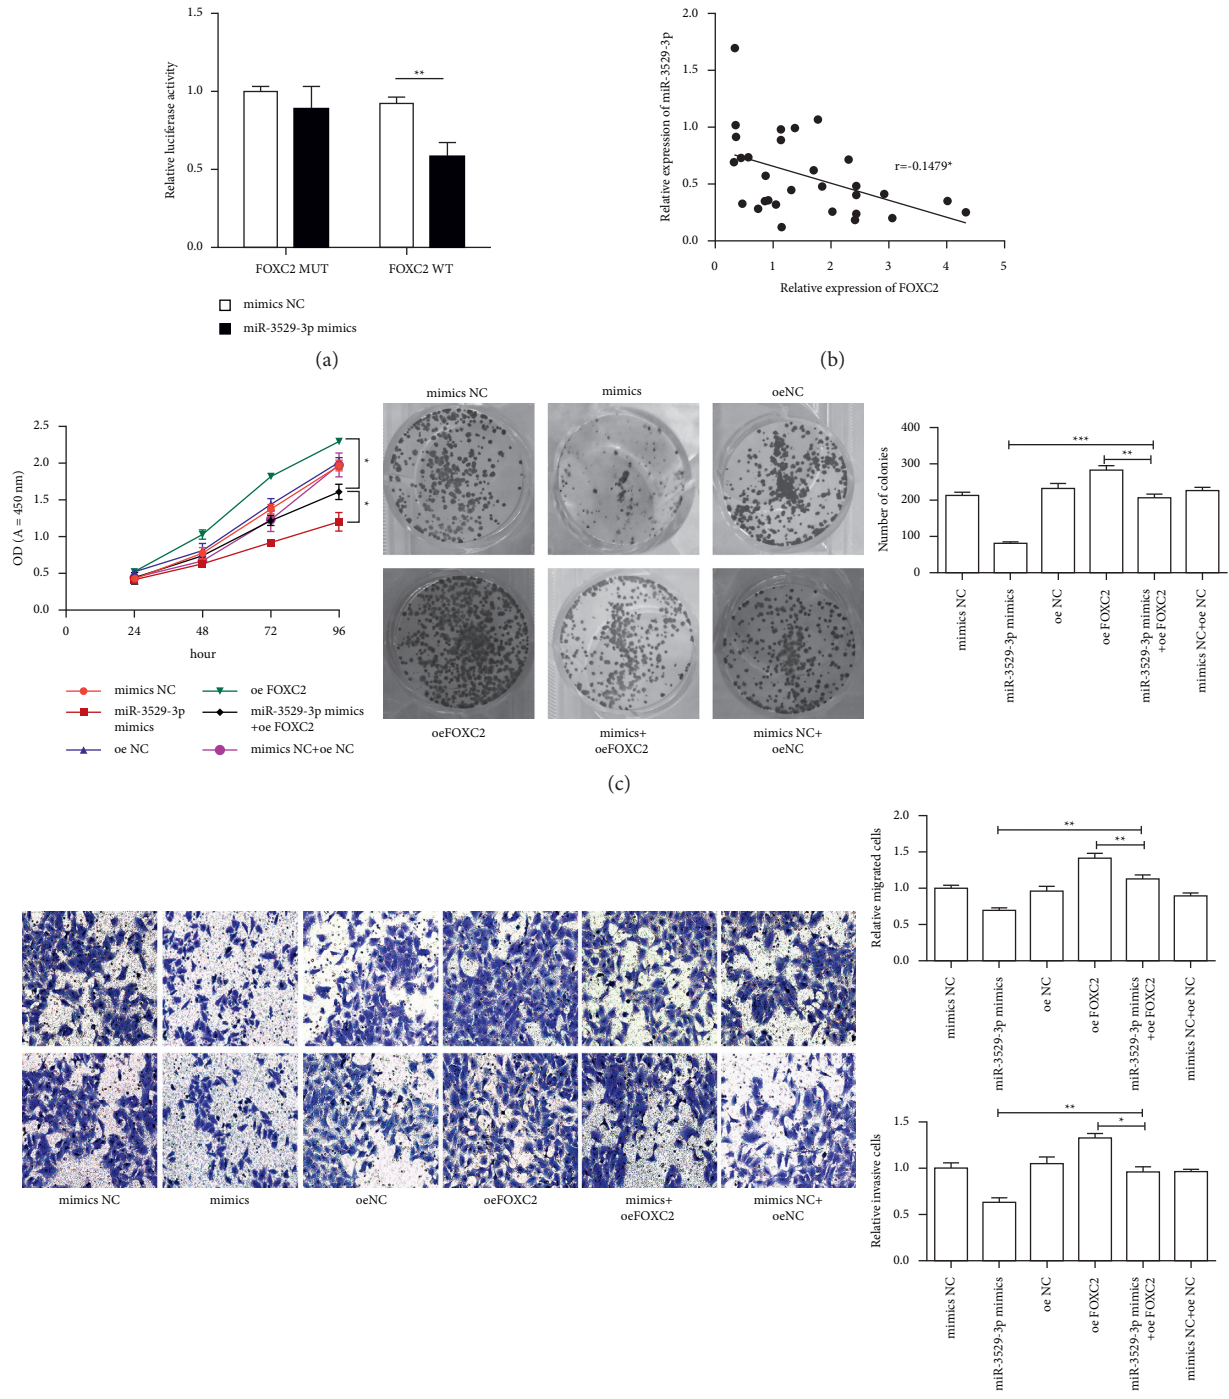 1.5
1.0
0.5
0.0
Relative luciferase activity
**
FOXC2 MUT
FOXC2 WT
mimics NC
miR-3529-3p mimics
(a)
2.0
1.5
1.0
0.5
0.0
Relative expression of miR-3529-3p
r=-0.1479*
0
1
2
3
4
5
Relative expression of FOXC2
(b)
2.5
2.0
1.5
1.0
0.5
0.0
OD (A = 450 nm)
*
*
0
24
48
72
96
hour
mimics NC
miR-3529-3p
mimics
oe NC
oe FOXC2
miR-3529-3p mimics
+oe FOXC2
mimics NC+oe NC
mimics NC
mimics
oeNC
oeFOXC2
mimics+
oeFOXC2
mimics NC+
oeNC
400
300
200
100
0
Number of colonies
***
**
mimics NC
miR-3529-3p mimics
oe NC
oe FOXC2
miR-3529-3p mimics
+oe FOXC2
mimics NC+oe NC
(c)
mimics NC
mimics
oeNC
oeFOXC2
mimics+
oeFOXC2
mimics NC+
oeNC
2.0
1.5
1.0
0.5
0.0
Relative migrated cells
**
**
mimics NC
miR-3529-3p mimics
oe NC
oe FOXC2
miR-3529-3p mimics
+oe FOXC2
mimics NC+oe NC
1.5
1.0
0.5
0.0
Relative invasive cells
**
*
mimics NC
miR-3529-3p mimics
oe NC
oe FOXC2
miR-3529-3p mimics
+oe FOXC2
mimics NC+oe NC